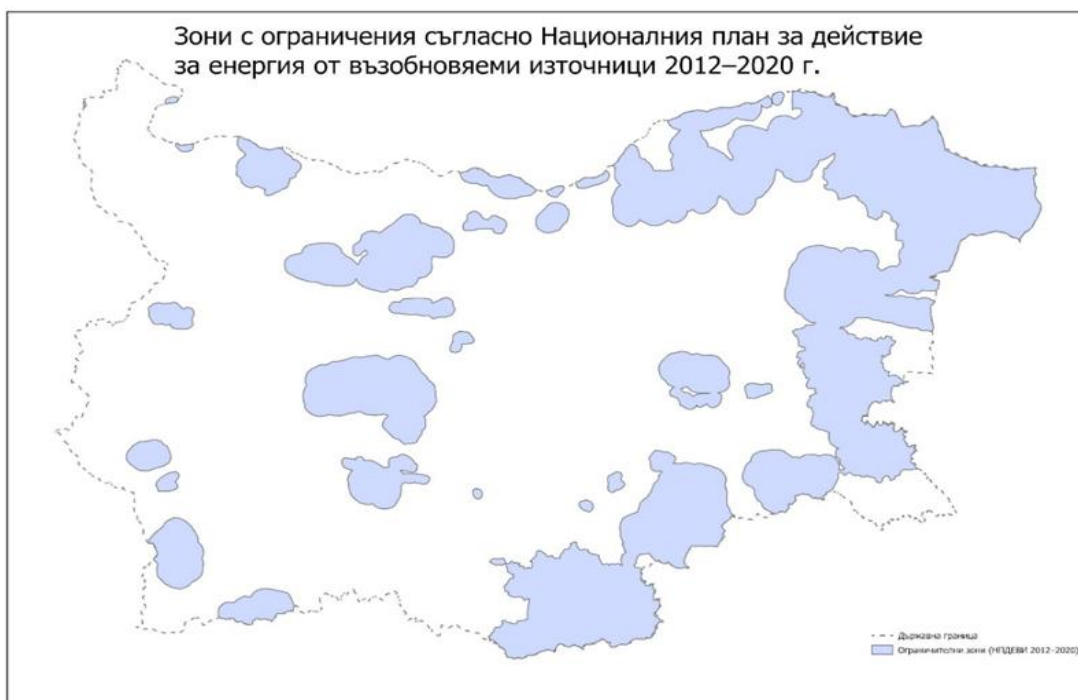 Зони с ограничения съгласно Националния план за действие
за енергия от възобновяеми източници 2012–2020 г.
Държавна граница
Ограничителни зони (НПДЕВИ 2012-2020)